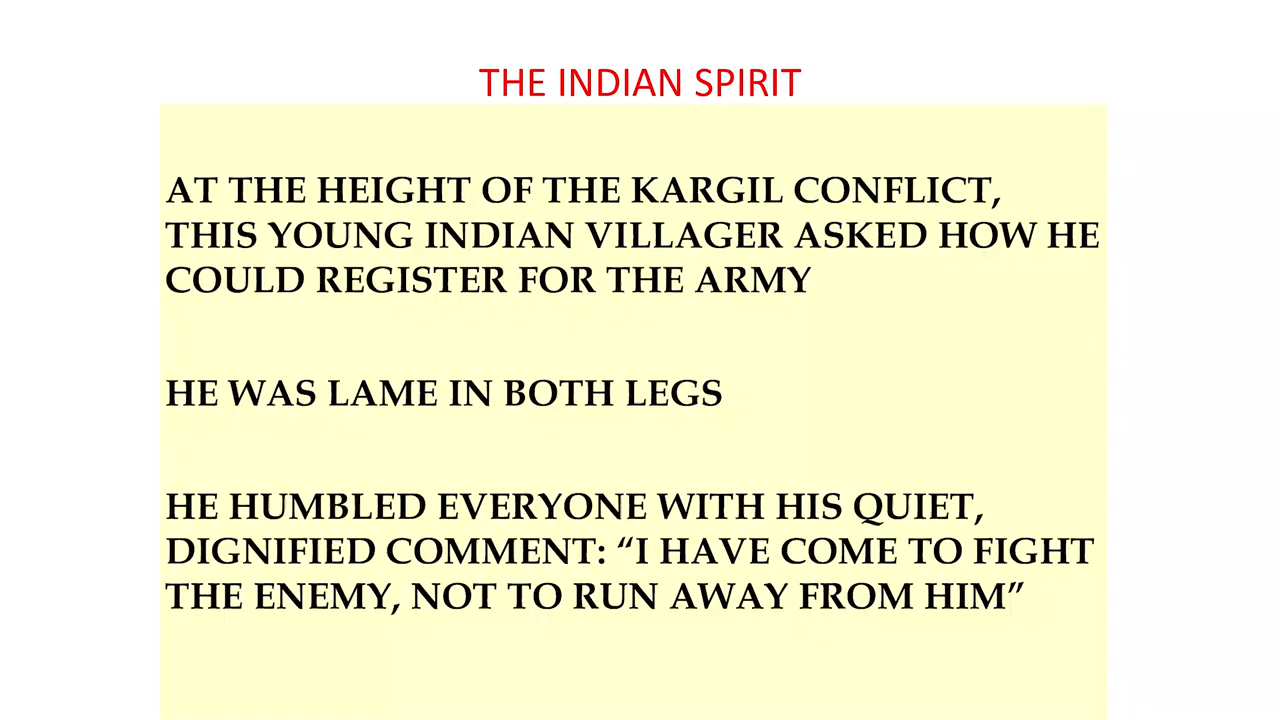 THE INDIAN SPIRIT
AT THE HEIGHT OF THE KARGIL CONFLICT,
THIS YOUNG INDIAN VILLAGER ASKED HOW HE
COULD REGISTER FOR THE ARMY
HE WAS LAME IN BOTH LEGS
HE HUMBLED EVERYONE WITH HIS QUIET,
DIGNIFIED COMMENT: “I HAVE COME TO FIGHT
THE ENEMY, NOT TO RUN AWAY FROM HIM”